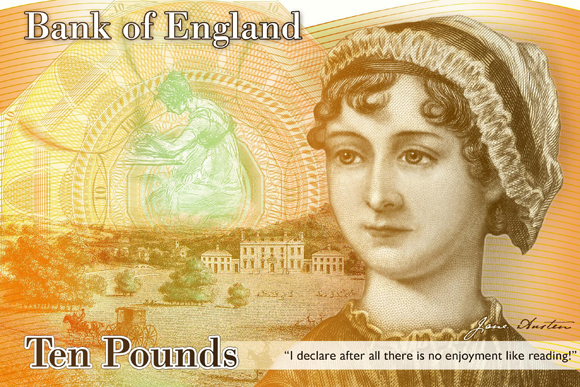 Bank of England
Jane Austen
Ten Pounds
“I declare after all there is no enjoyment like reading!”